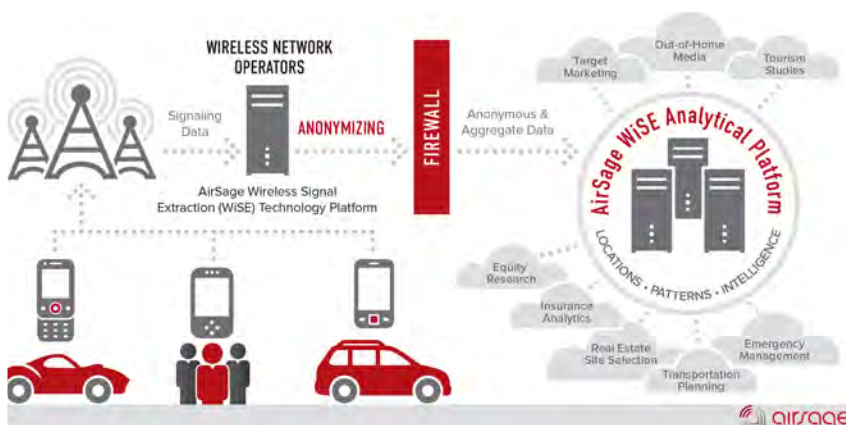 WIRELESS NETWORK
OPERATORS
Signaling
Data
ANONYMIZING
FIREWALL
Anonymous &
Aggregate Data
AirSage Wireless Signal
Extraction (WiSE) Technology Platform
Target
Marketing
Out-of-Home
Media
Tourism
Studies
AirSage WiSE Analytical Platform
LOCATIONS • PATTERNS • INTELLIGENCE
Equity
Research
Insurance
Analytics
Real Estate
Site Selection
Transportation
Planning
Emergency
Management
airsage